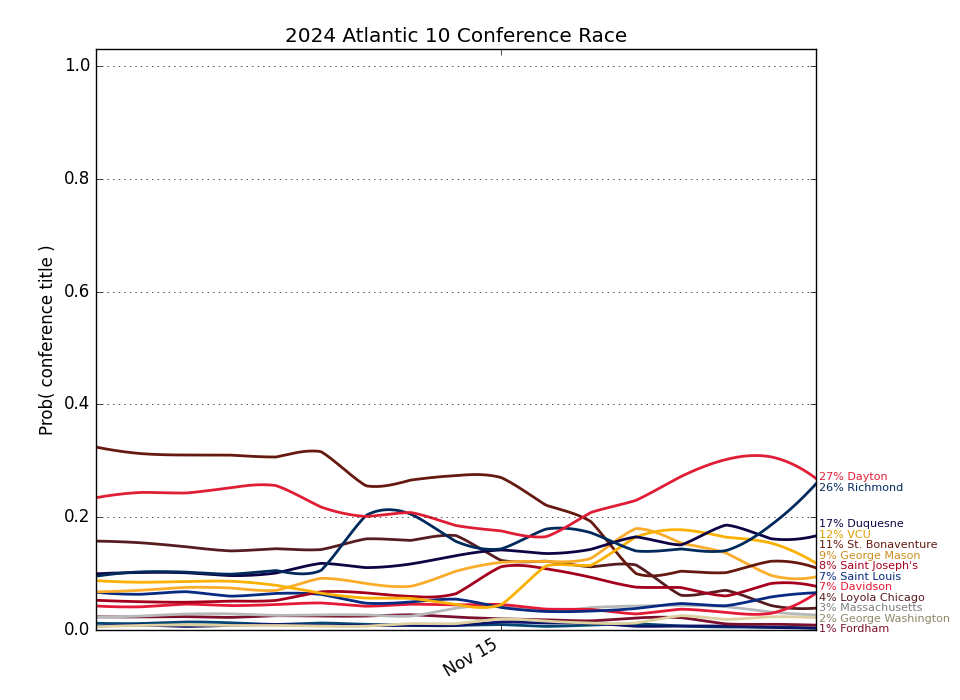 2024 Atlantic 10 Conference Race
1.0
0.8
0.6
0.4
0.2
0.0
Prob( conference title )
Nov 15
27% Dayton
26% Richmond
17% Duquesne
12% VCU
11% St. Bonaventure
9% George Mason
8% Saint Joseph's
7% Saint Louis
7% Davidson
4% Loyola Chicago
3% Massachusetts
2% George Washington
1% Fordham